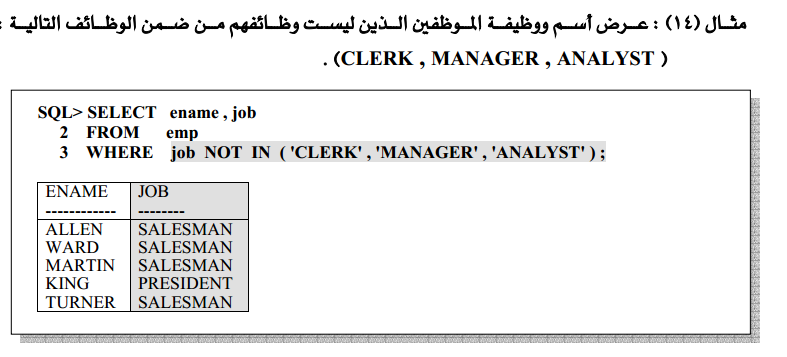 مثال (١٤) : عرض أسم ووظيفة الموظفين الذين ليست وظائفهم من ضمن الوظائف التالية :
( CLERK , MANAGER , ANALYST ) .
SQL> SELECT ename , job
2 FROM emp
3 WHERE job NOT IN ( 'CLERK' , 'MANAGER' , 'ANALYST' ) ;
ENAME JOB
------------ --------
ALLEN SALESMAN
WARD SALESMAN
MARTIN SALESMAN
KING PRESIDENT
TURNER SALESMAN